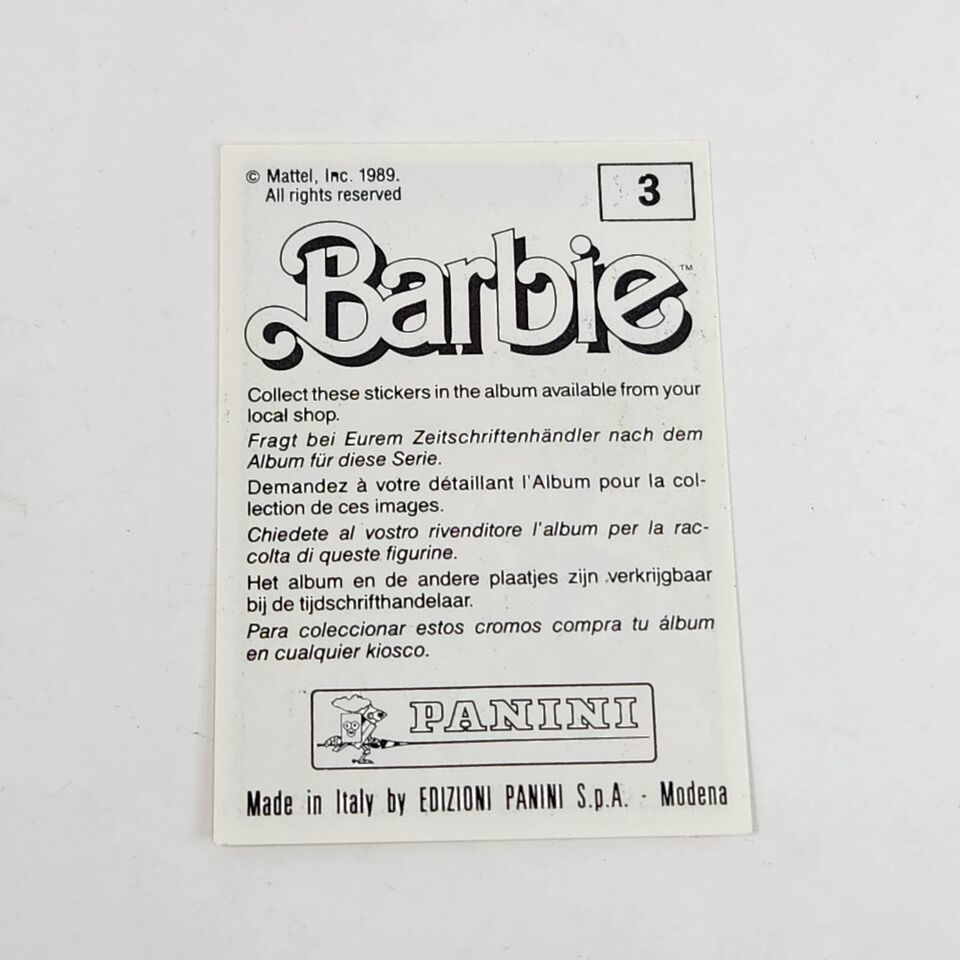 © Mattel, Inc. 1989.
All rights reserved
3
Barbie™
Collect these stickers in the album available from your
local shop.
Fragt bei Eurem Zeitschriftenhändler nach dem
Album für diese Serie.
Demandez à votre détaillant l'Album pour la col-
lection de ces images.
Chiedete al vostro rivenditore l'album per la rac-
colta di queste figurine.
Het album en de andere plaatjes zijn verkrijgbaar
bij de tijdschrifthandelaar.
Para coleccionar estos cromos compra tu álbum
en cualquier kiosco.
PANINI
Made in Italy by EDIZIONI PANINI S.p.A. - Modena